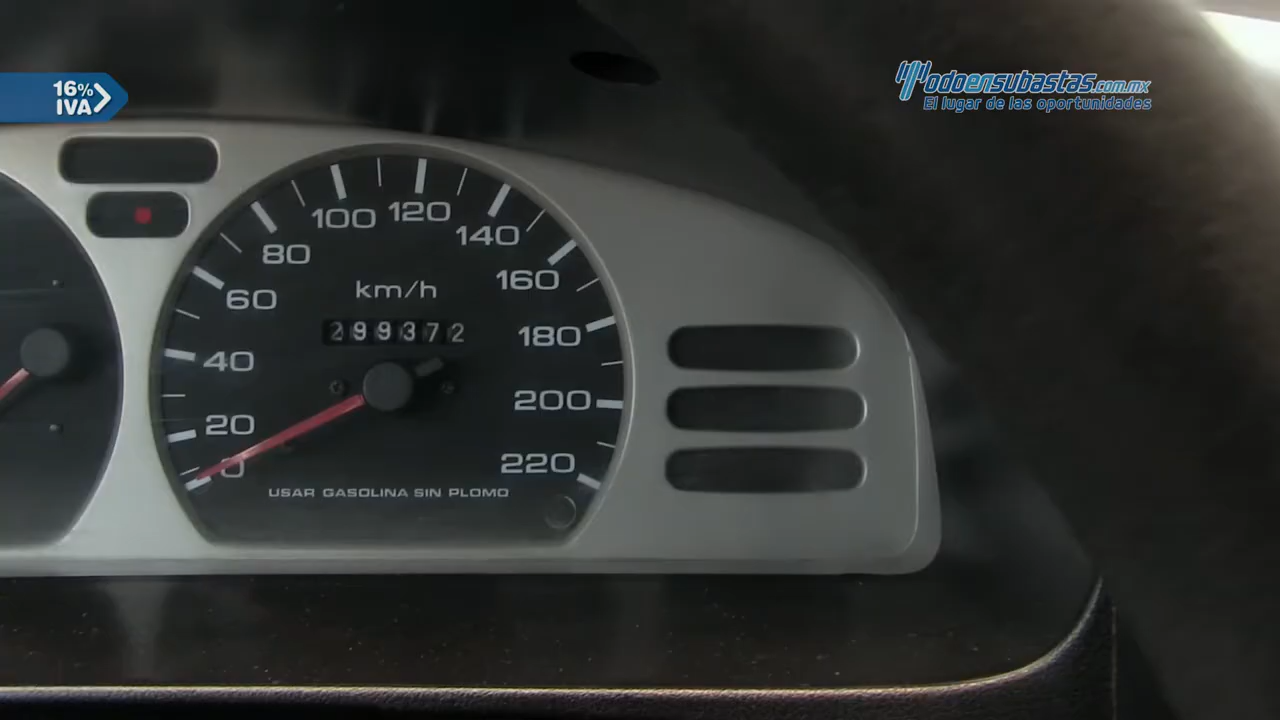 16%
IVA
Todoensubastas.com.mx
El lugar de las oportunidades
100 120
80 140
60 160
km/h
299372
40 180
20 200
0 220
USAR GASOLINA SIN PLOMO